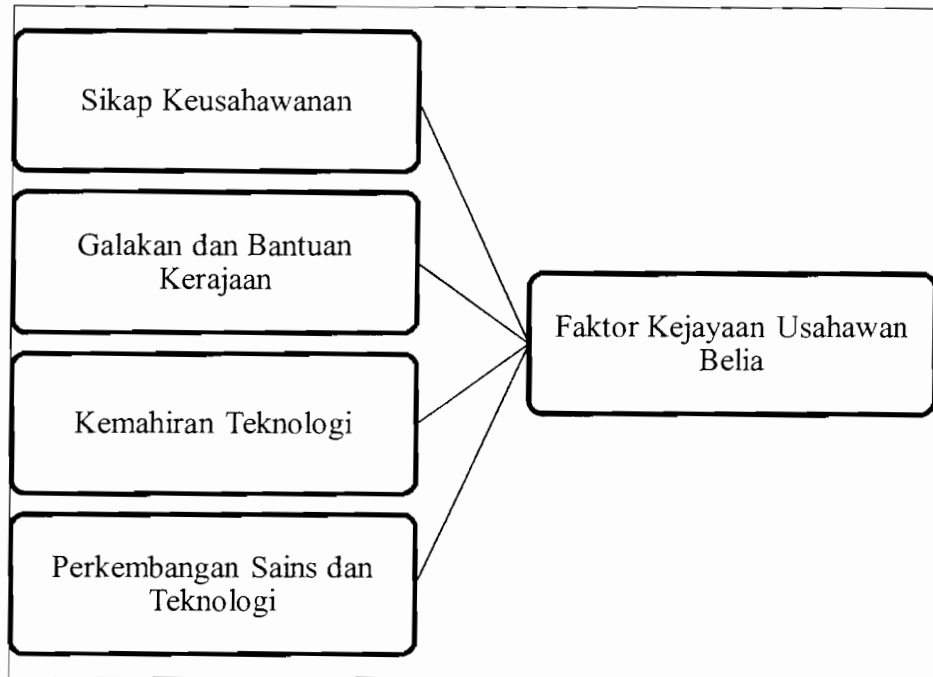 Sikap Keusahawanan
Galakan dan Bantuan
Kerajaan
Kemahiran Teknologi
Perkembangan Sains dan
Teknologi
Faktor Kejayaan Usahawan
Belia